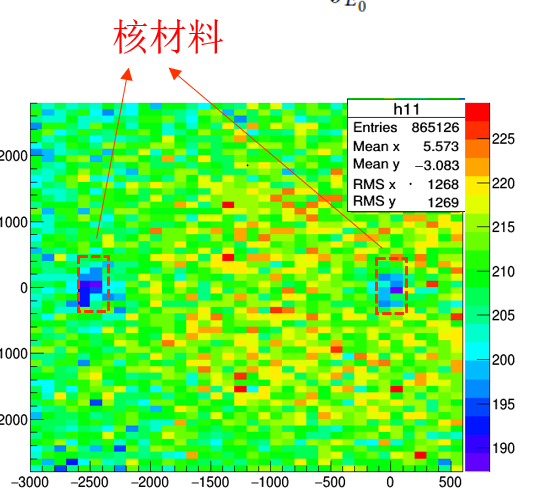 E₀
核材料
h11
Entries 865126
Mean x 5.573
Mean y −3.083
RMS x 1268
RMS y 1269
225
220
215
210
205
200
195
190
2000
1000
0
1000
2000
−3000 −2500 −2000 −1500 −1000 −500 0 500